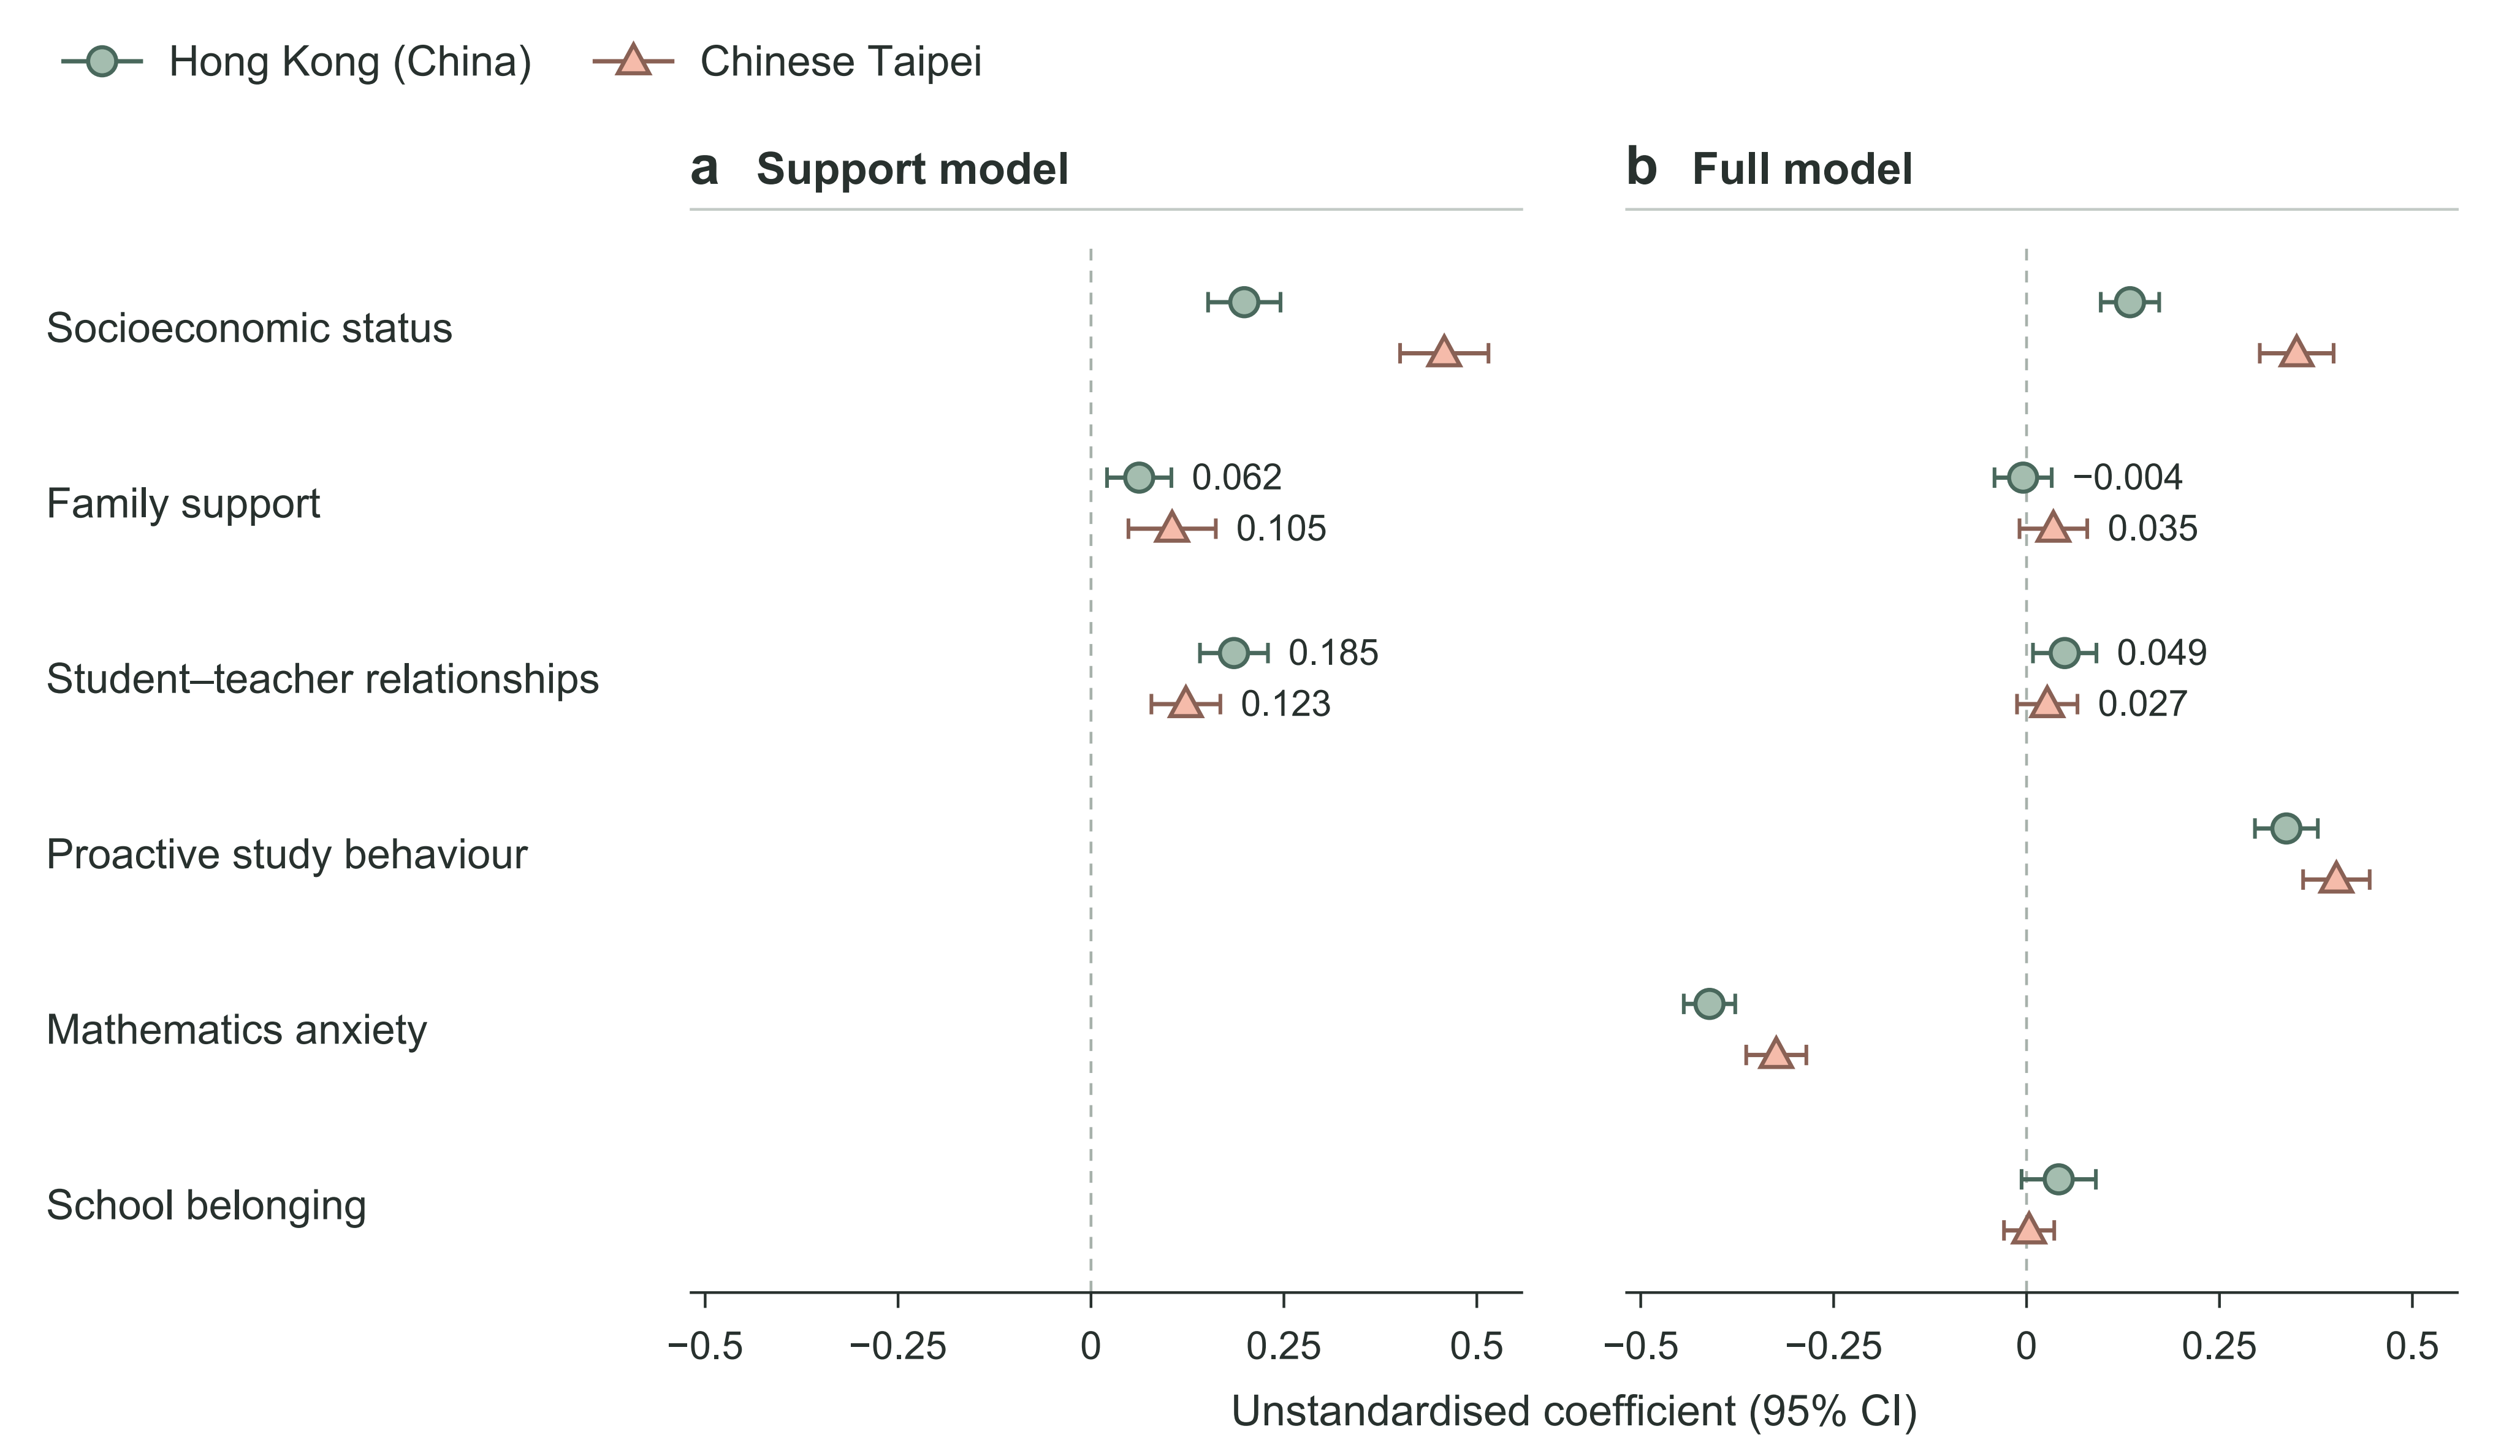 Hong Kong (China) Chinese Taipei
a Support model
b Full model
Socioeconomic status
Family support
0.062
0.105
−0.004
0.035
Student–teacher relationships
0.185
0.123
0.049
0.027
Proactive study behaviour
Mathematics anxiety
School belonging
−0.5 −0.25 0 0.25 0.5
−0.5 −0.25 0 0.25 0.5
Unstandardised coefficient (95% CI)